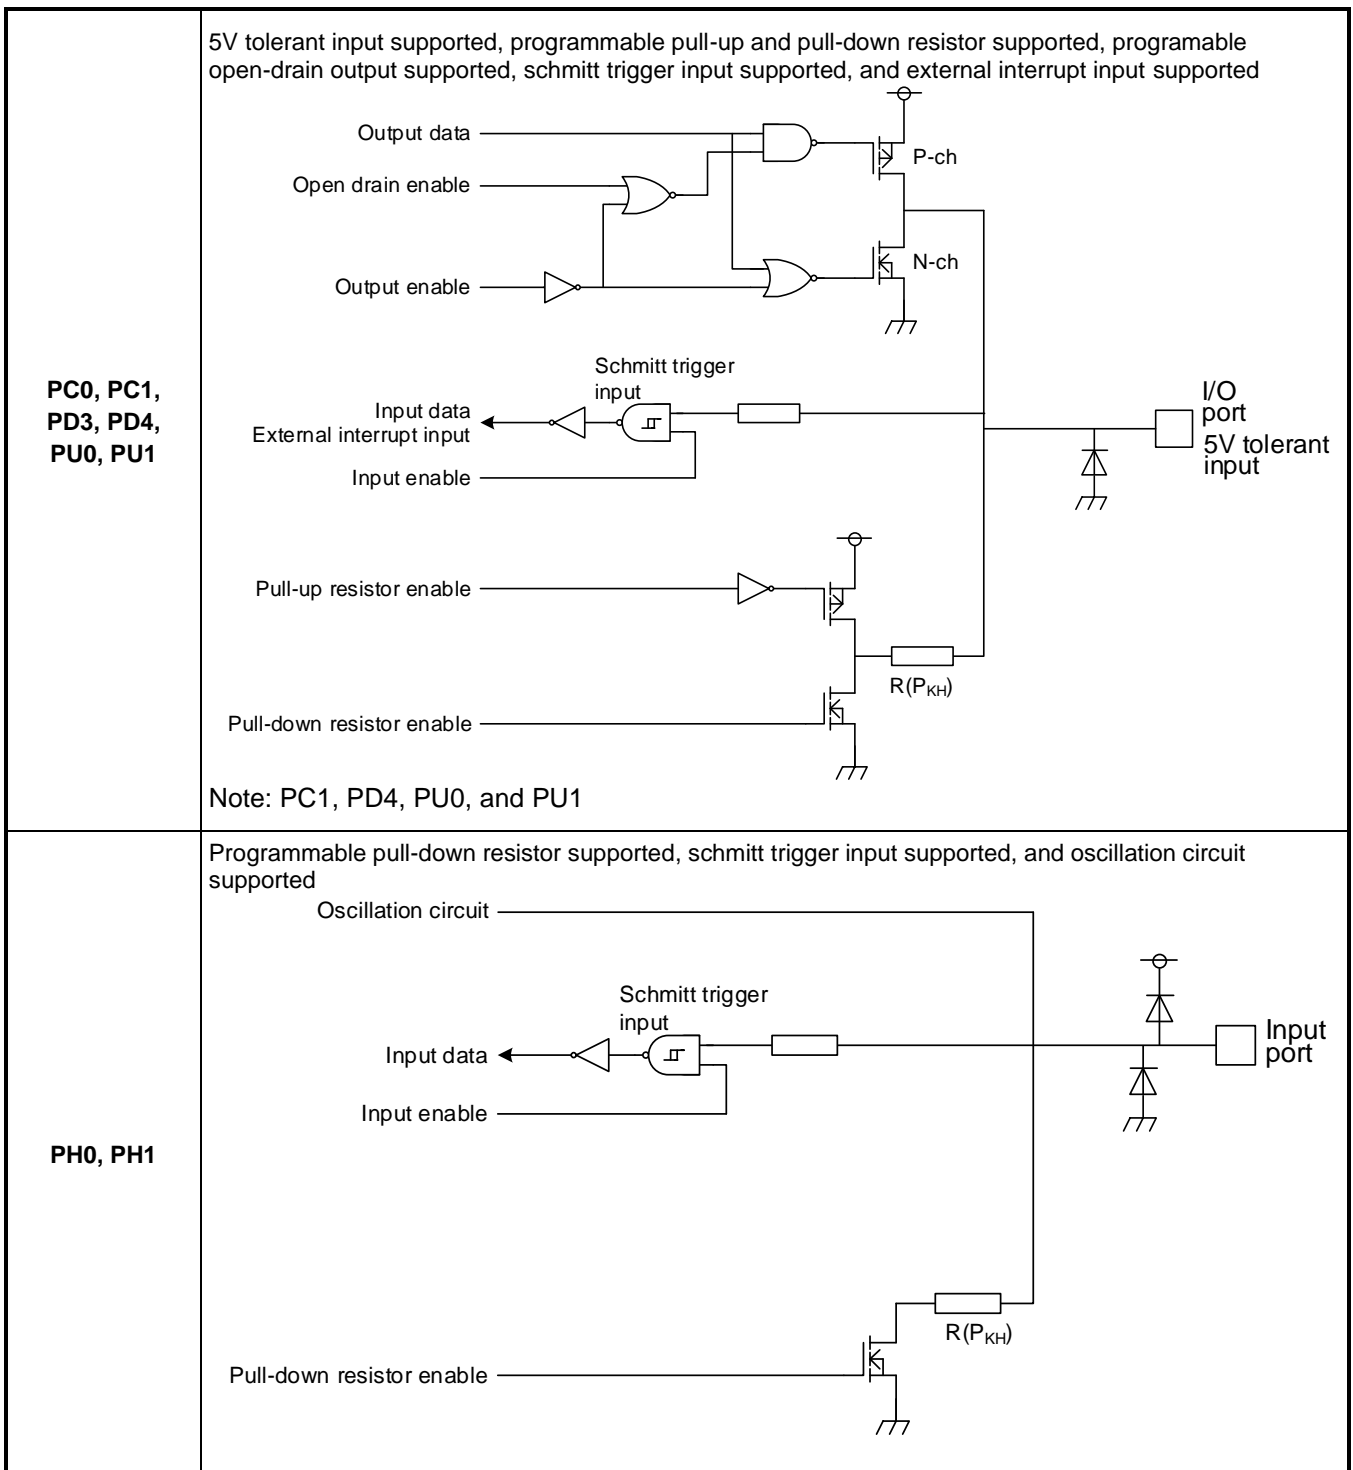 5V tolerant input supported, programmable pull-up and pull-down resistor supported, programable
open-drain output supported, schmitt trigger input supported, and external interrupt input supported
Output data
P-ch
Open drain enable
N-ch
Output enable
Schmitt trigger
input
PC0, PC1,
PD3, PD4,
PU0, PU1
Input data
External interrupt input
Input enable
I/O
port
5V tolerant
input
Pull-up resistor enable
R(PKH)
Pull-down resistor enable
Note: PC1, PD4, PU0, and PU1
Programmable pull-down resistor supported, schmitt trigger input supported, and oscillation circuit
supported
Oscillation circuit
Schmitt trigger
input
Input data
Input enable
Input
port
PH0, PH1
R(PKH)
Pull-down resistor enable